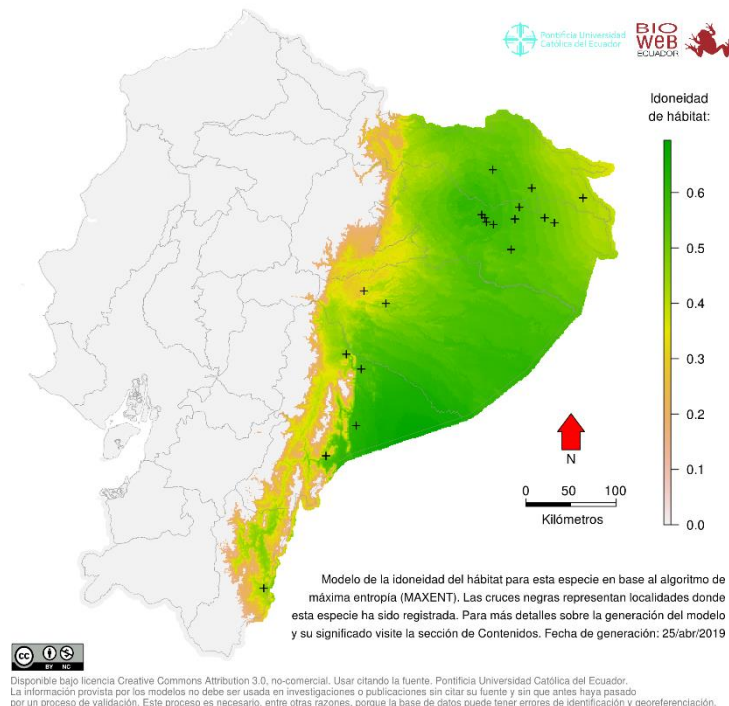 Pontificia Universidad
Católica del Ecuador
BIO
WEB
ECUADOR
Idoneidad
de hábitat:
0.6
0.5
0.4
0.3
0.2
0.1
0.0
N
0 50 100
Kilómetros
Modelo de la idoneidad del hábitat para esta especie en base al algoritmo de
máxima entropía (MAXENT). Las cruces negras representan localidades donde
esta especie ha sido registrada. Para más detalles sobre la generación del modelo
y su significado visite la sección de Contenidos. Fecha de generación: 25/abr/2019
cc BY NC
Disponible bajo licencia Creative Commons Attribution 3.0, no-comercial. Usar citando la fuente. Pontificia Universidad Católica del Ecuador.
La información provista por los modelos no debe ser usada en investigaciones o publicaciones sin citar su fuente y sin que antes haya pasado
por un proceso de validación. Este proceso es necesario, entre otras razones, porque la base de datos puede tener errores de identificación y georeferenciación.